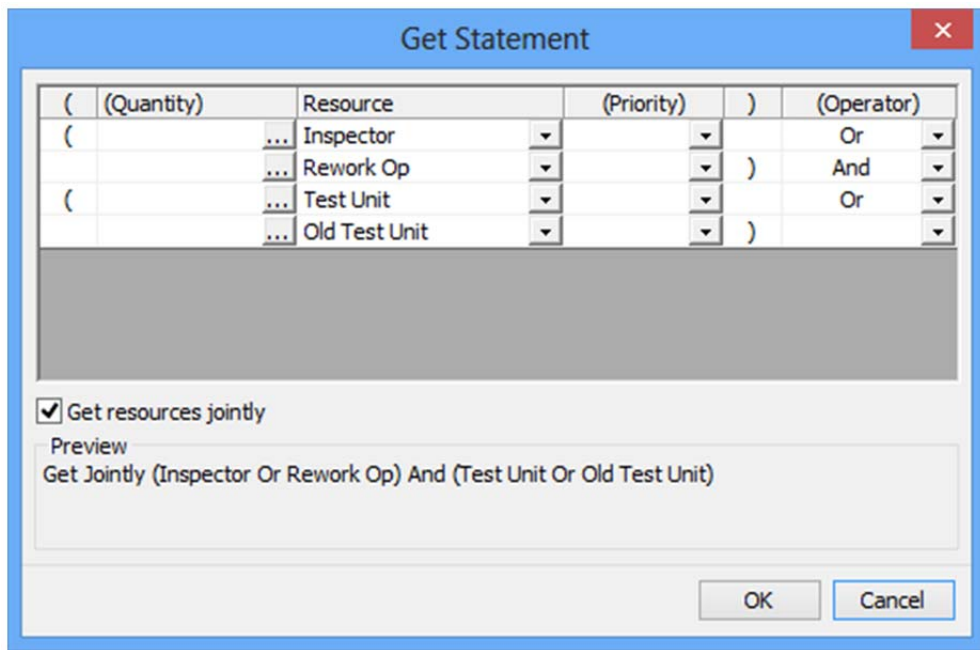 Get Statement
( (Quantity) Resource (Priority) ) (Operator)
( ... Inspector Or
... Rework Op ) And
( ... Test Unit Or
... Old Test Unit )
Get resources jointly
Preview
Get Jointly (Inspector Or Rework Op) And (Test Unit Or Old Test Unit)
OK Cancel